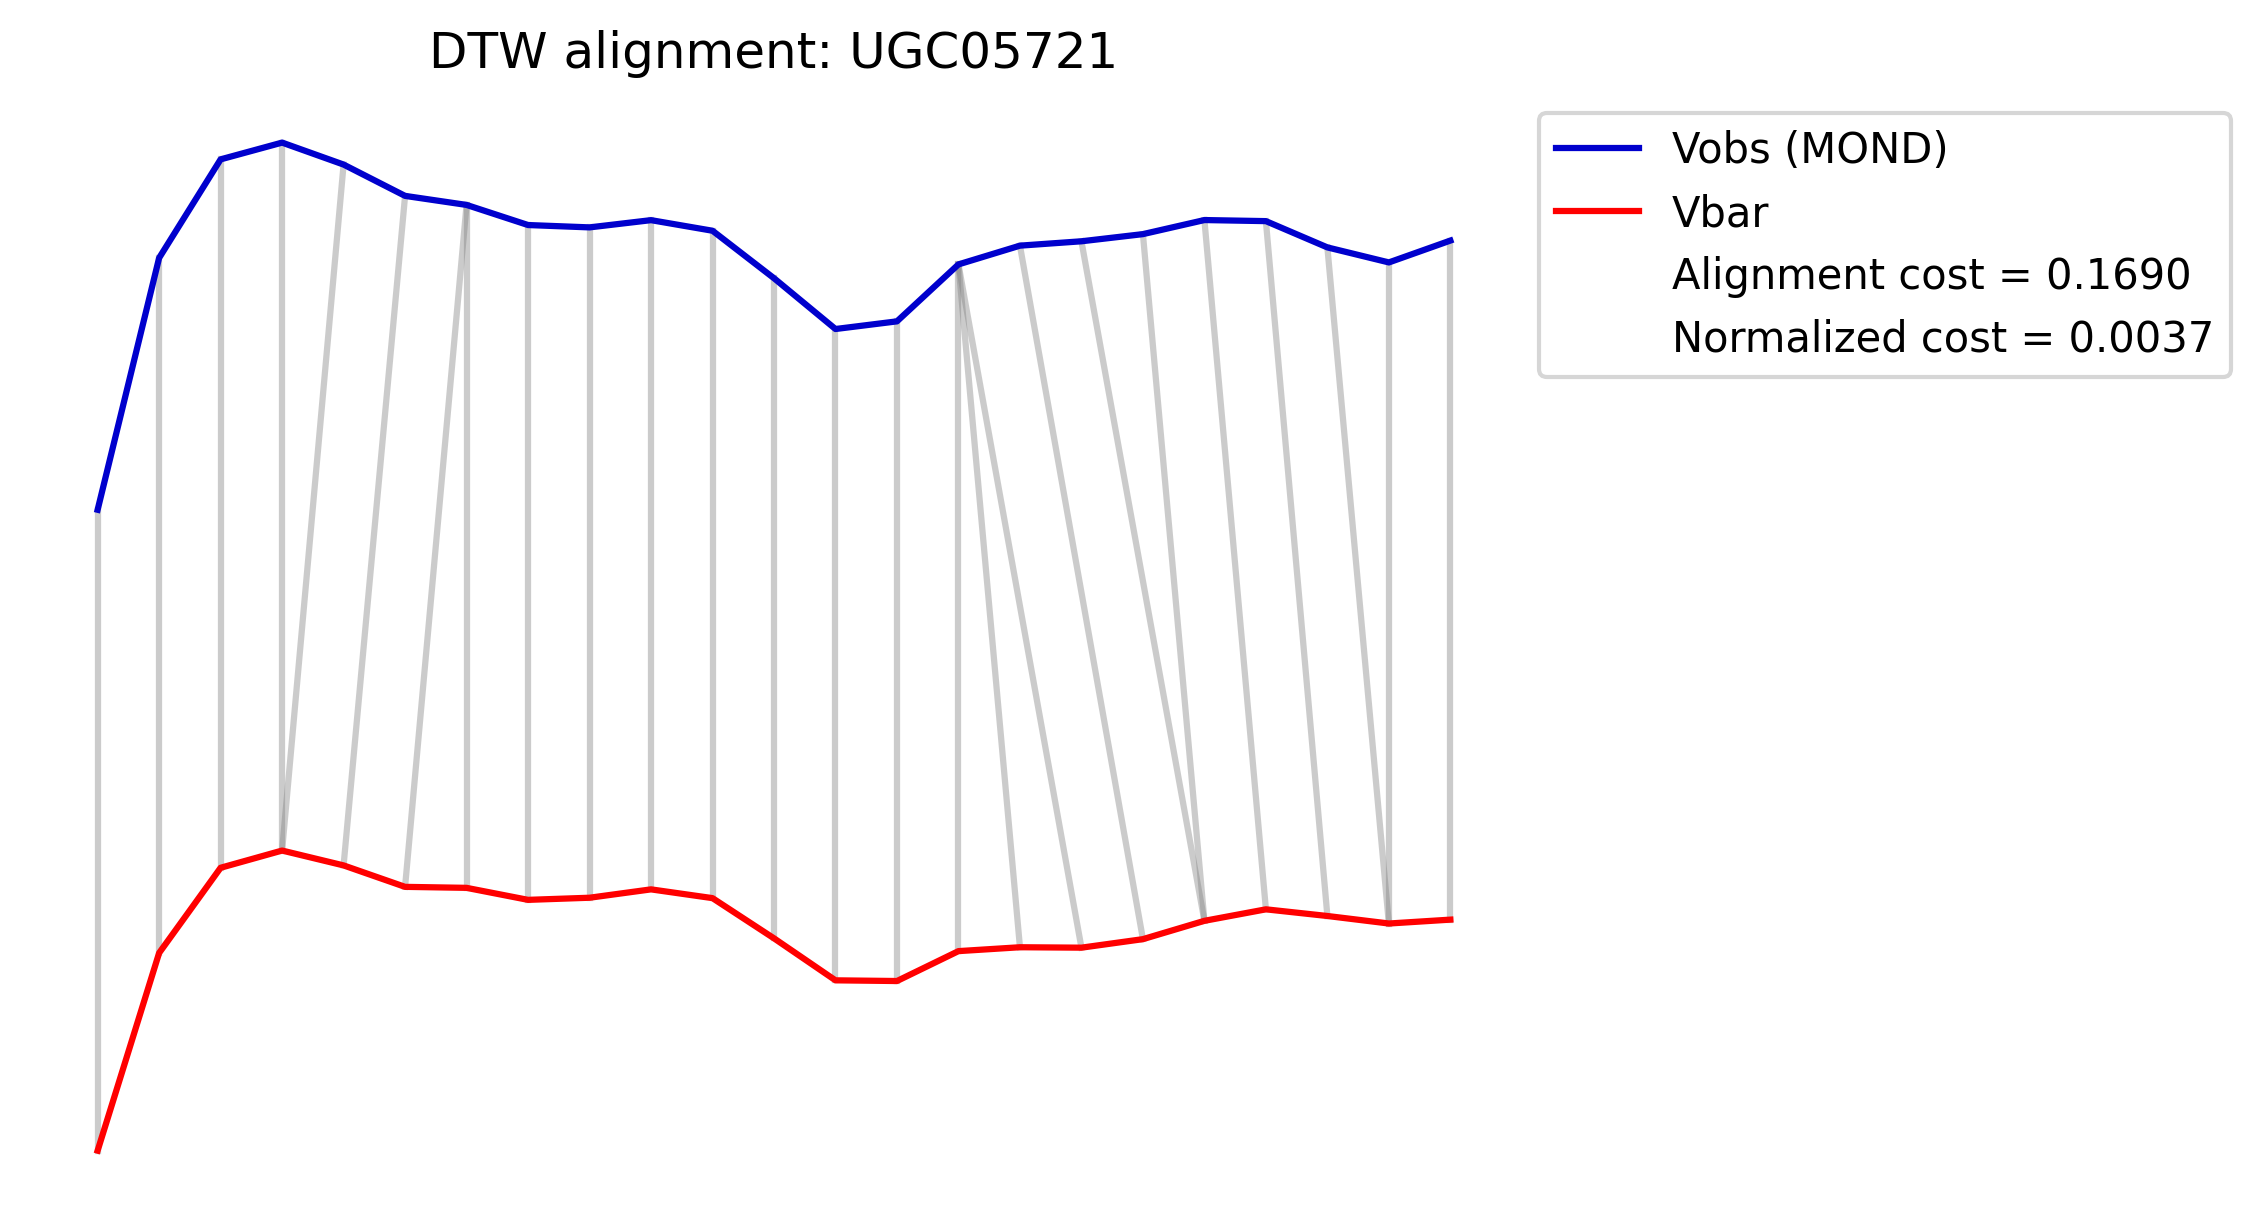 DTW alignment: UGC05721
Vobs (MOND)
Vbar
Alignment cost = 0.1690
Normalized cost = 0.0037